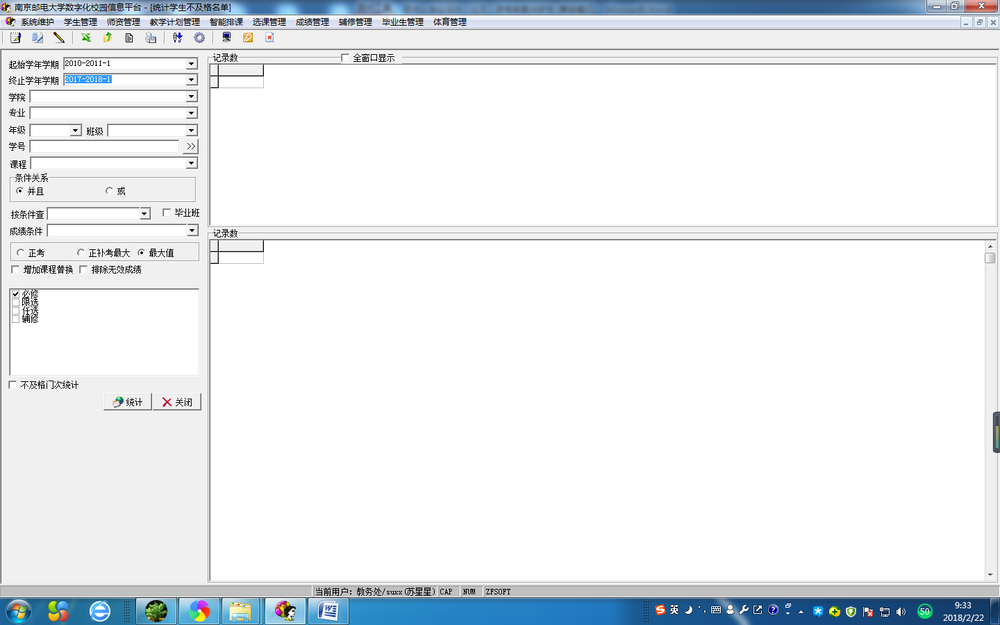 南京邮电大学数字化校园信息平台 - [统计学生不及格名单]
系统维护 学生管理 师资管理 教学计划管理 智能排课 选课管理 成绩管理 辅修管理 毕业生管理 体育管理
起始学年学期 2010-2011-1
终止学年学期 2017-2018-1
学院
专业
年级 班级
学号 >>
课程
条件关系
并且 或
按条件查 毕业班
成绩条件
正考 正补考最大 最大值
增加课程替换 排除无效成绩
必修
限选
任选
辅修
不及格门次统计
统计 关闭
记录数 全窗口显示
记录数
当前用户：教务处/suxx(苏星星) CAP NUM ZFSOFT
英 50 9:33
2018/2/22